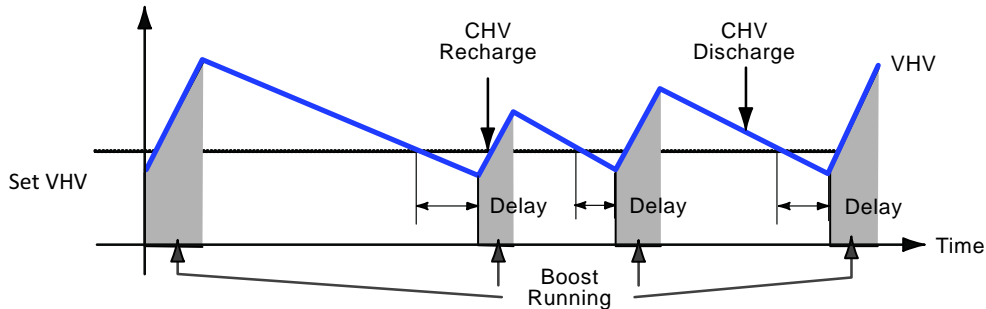 CHV
Recharge
CHV
Discharge
VHV
Set VHV
Delay
Delay
Delay
Time
Boost
Running